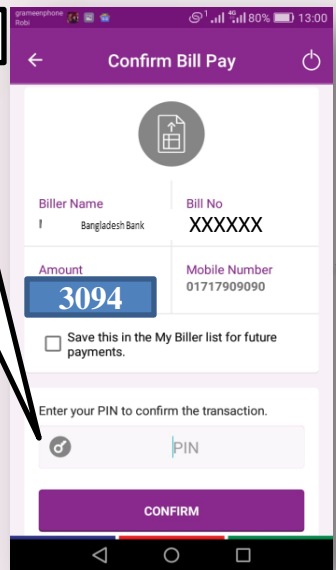 grameenphone
Robi
80% 13:00
Confirm Bill Pay
Biller Name
Bangladesh Bank
Bill No
XXXXXX
Amount
3094
Mobile Number
01717909090
Save this in the My Biller list for future
payments.
Enter your PIN to confirm the transaction.
PIN
CONFIRM